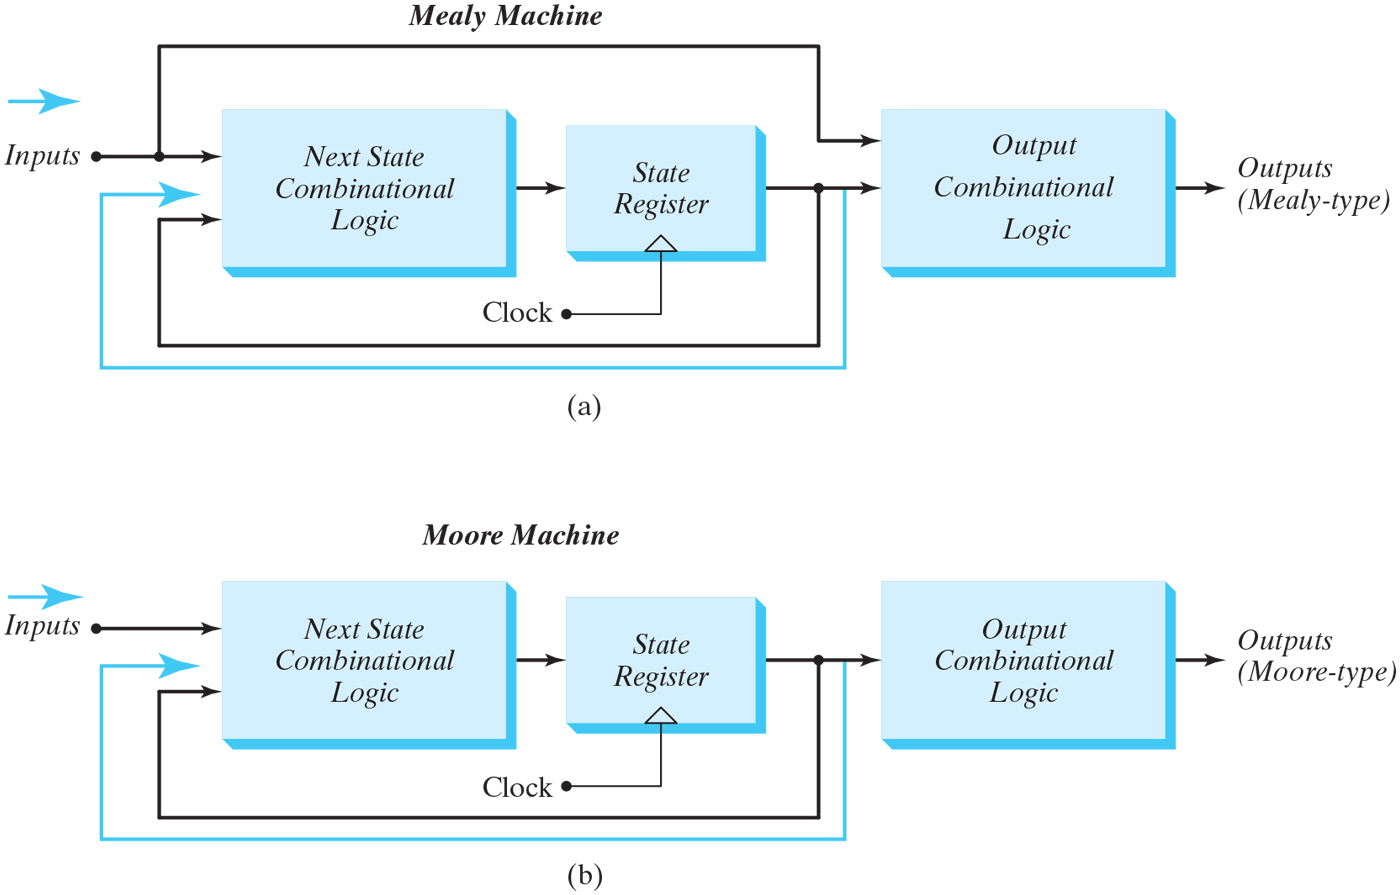 Mealy Machine
Inputs
Next State
Combinational
Logic
State
Register
Clock
Output
Combinational
Logic
Outputs
(Mealy-type)
(a)
Moore Machine
Inputs
Next State
Combinational
Logic
State
Register
Clock
Output
Combinational
Logic
Outputs
(Moore-type)
(b)